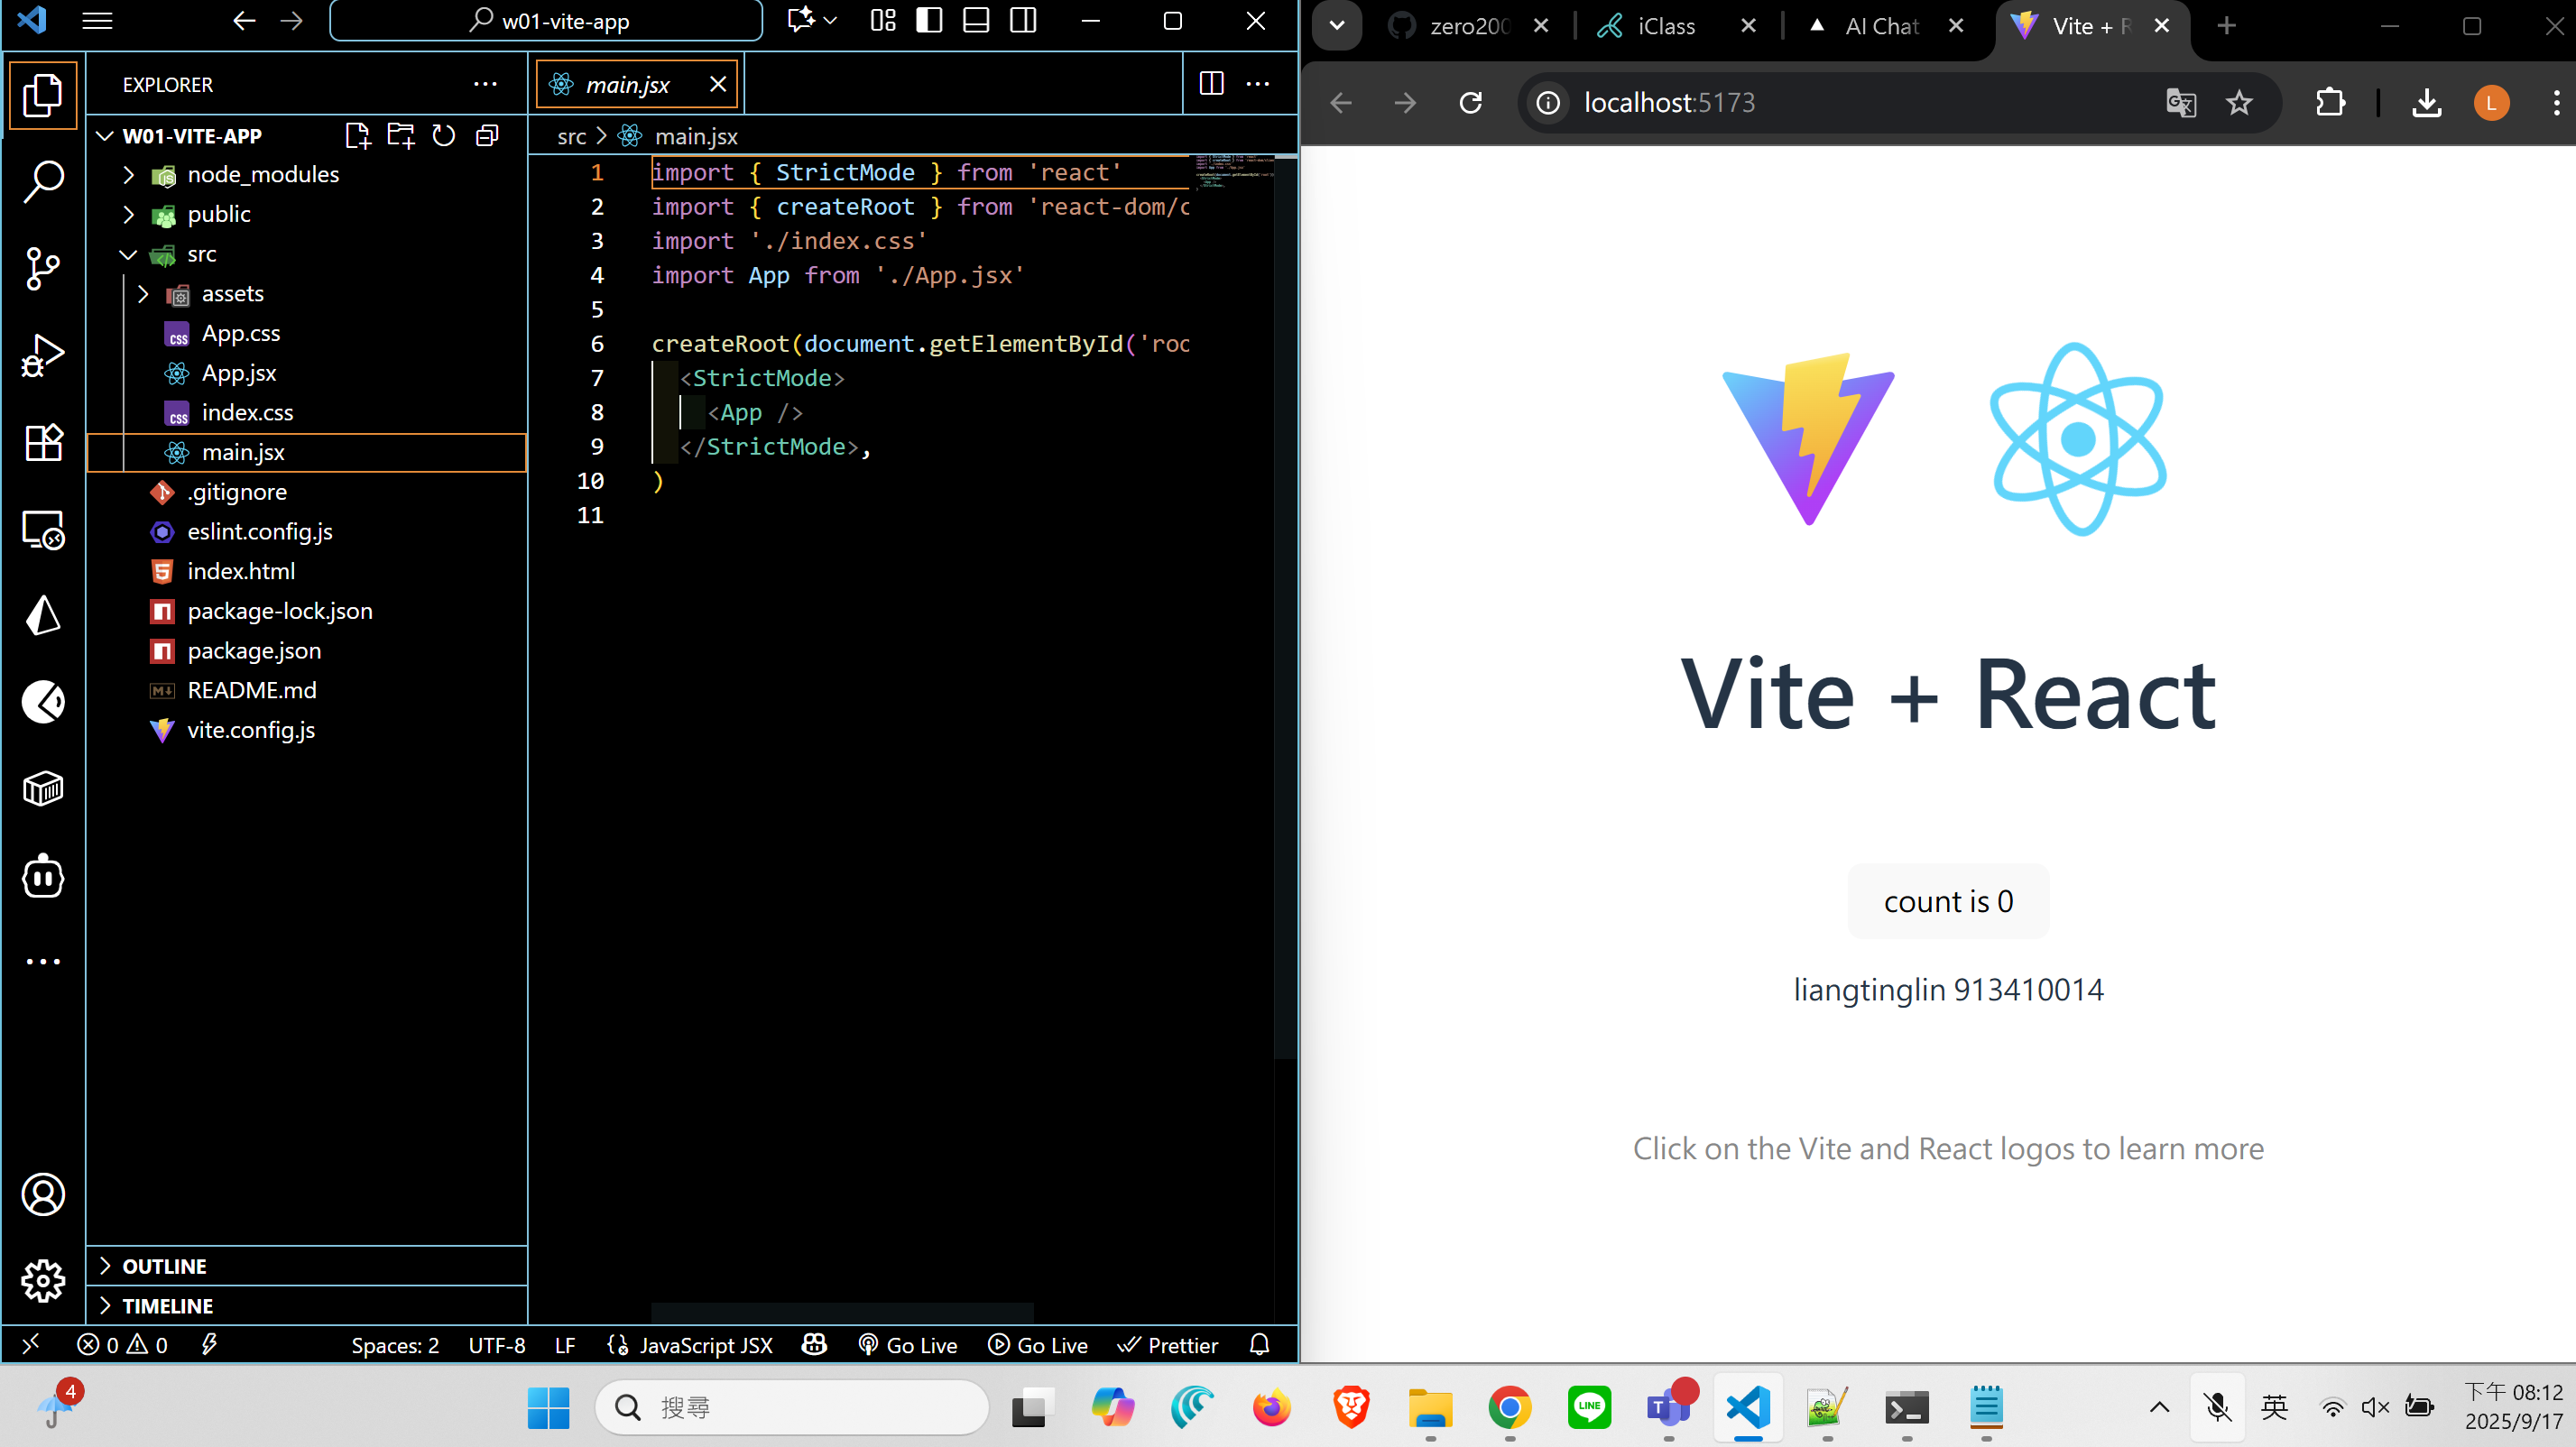 w01-vite-app
EXPLORER
W01-VITE-APP
node_modules
public
src
assets
App.css
App.jsx
index.css
main.jsx
.gitignore
eslint.config.js
index.html
package-lock.json
package.json
README.md
vite.config.js
OUTLINE
TIMELINE
main.jsx
src > main.jsx
1 import { StrictMode } from 'react'
2 import { createRoot } from 'react-dom/c
3 import './index.css'
4 import App from './App.jsx'
5
6 createRoot(document.getElementById('roo
7 <StrictMode>
8 <App />
9 </StrictMode>,
10 )
11
0 0 Spaces: 2 UTF-8 LF JavaScript JSX Go Live Go Live Prettier
zero200 iClass AI Chat Vite + R
localhost:5173
L
Vite + React
count is 0
liangtinglin 913410014
Click on the Vite and React logos to learn more
4
搜尋
LINE
英
下午 08:12
2025/9/17